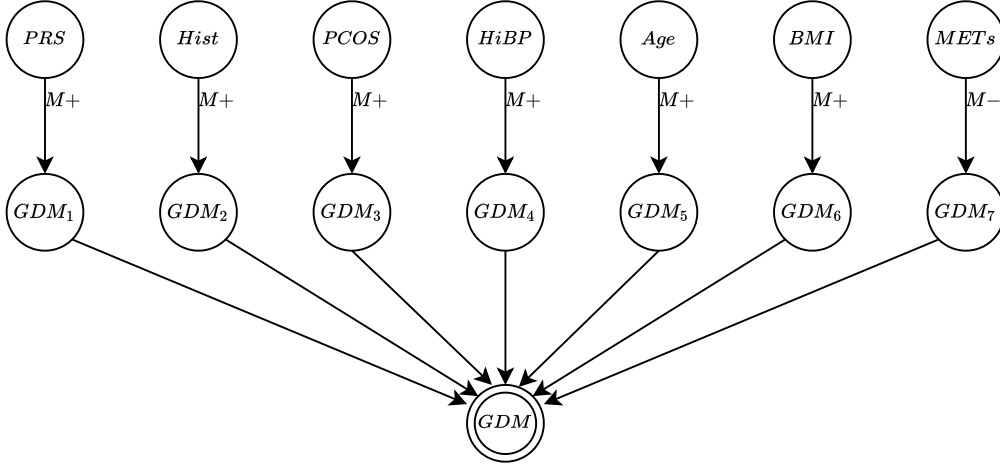 PRS Hist PCOS HiBP Age BMI METs
M+ M+ M+ M+ M+ M+ M−
GDM₁ GDM₂ GDM₃ GDM₄ GDM₅ GDM₆ GDM₇
GDM